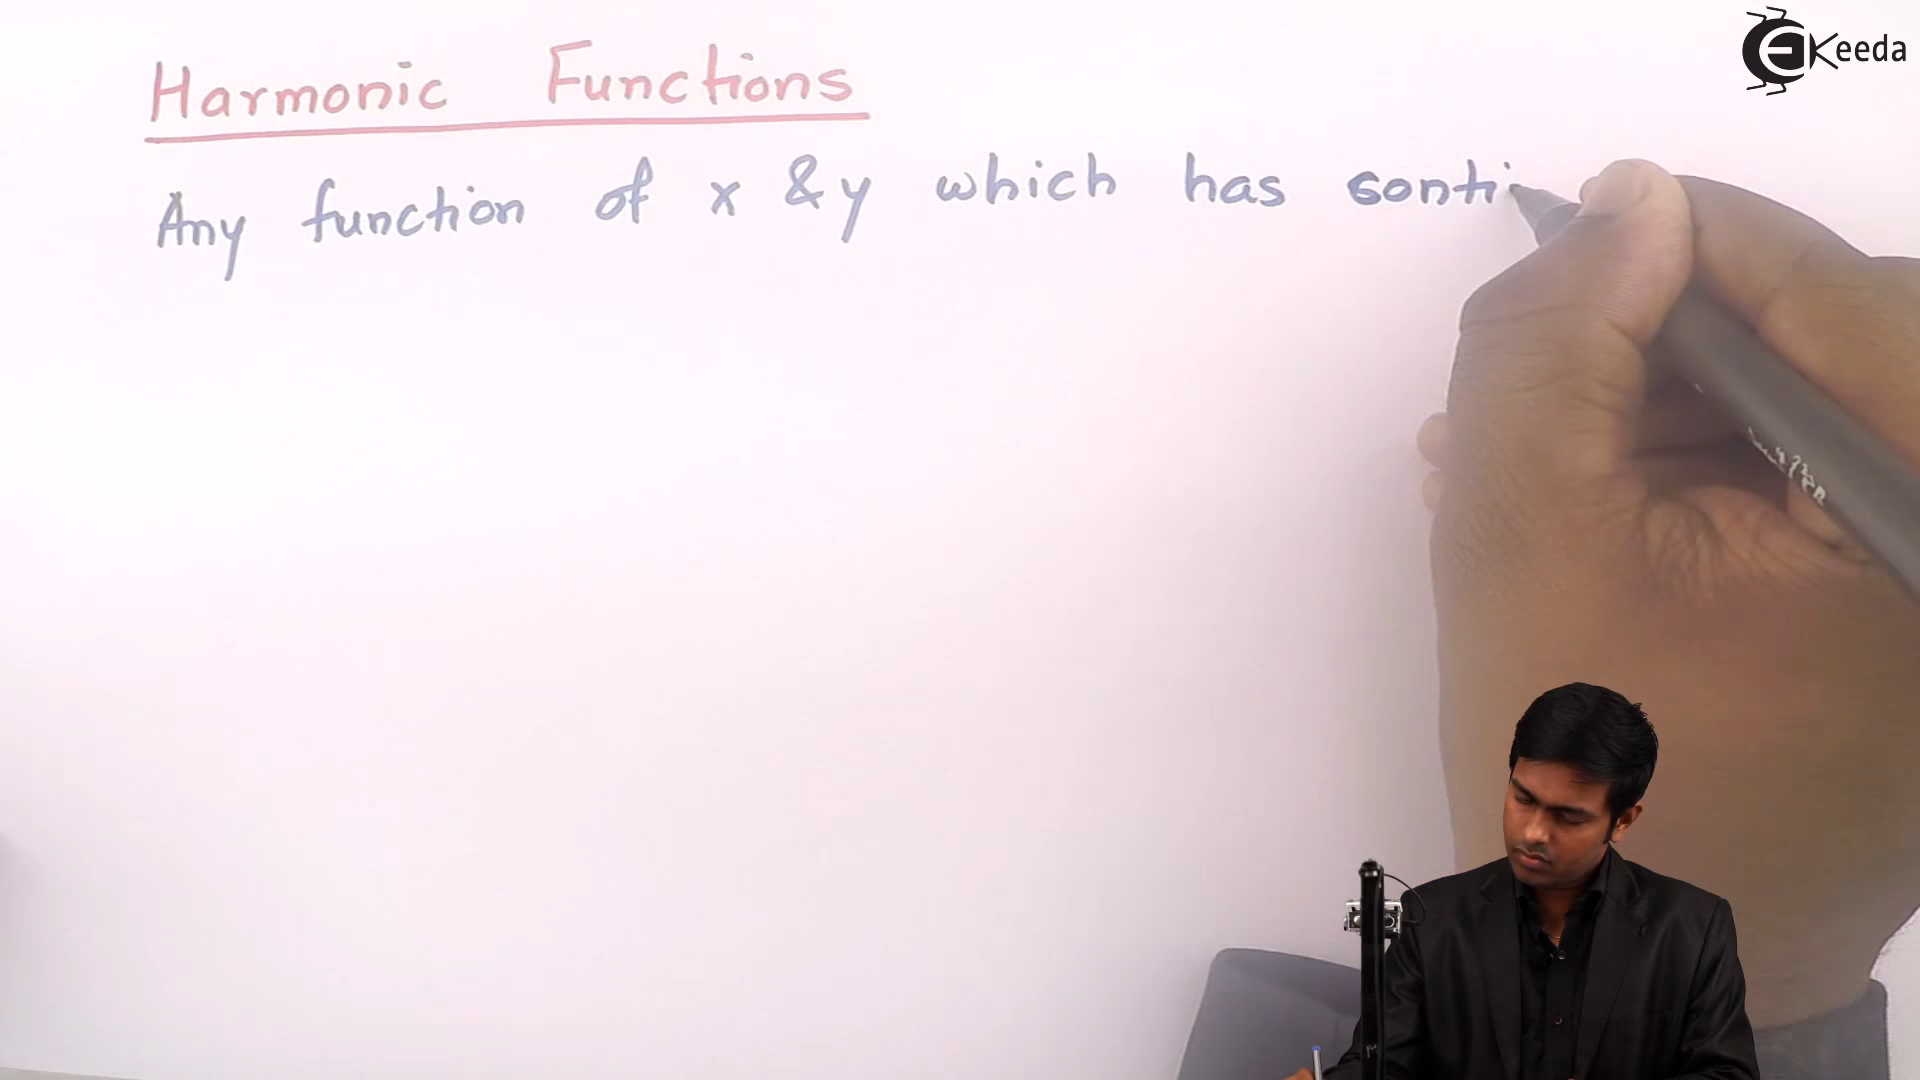 Harmonic Functions
Keeda
Any function of x & y which has conti